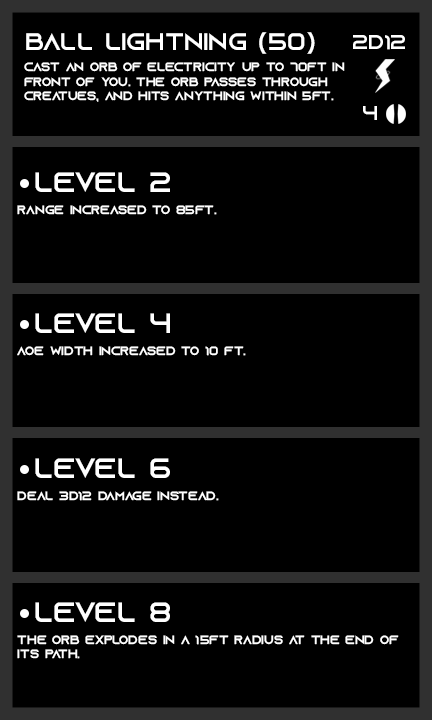 BALL LIGHTNING (50)
2D12
CAST AN ORB OF ELECTRICITY UP TO 70FT IN
FRONT OF YOU. THE ORB PASSES THROUGH
CREATUES, AND HITS ANYTHING WITHIN 5FT.
4
•LEVEL 2
RANGE INCREASED TO 85FT.
•LEVEL 4
AOE WIDTH INCREASED TO 10 FT.
•LEVEL 6
DEAL 3D12 DAMAGE INSTEAD.
•LEVEL 8
THE ORB EXPLODES IN A 15FT RADIUS AT THE END OF
ITS PATH.